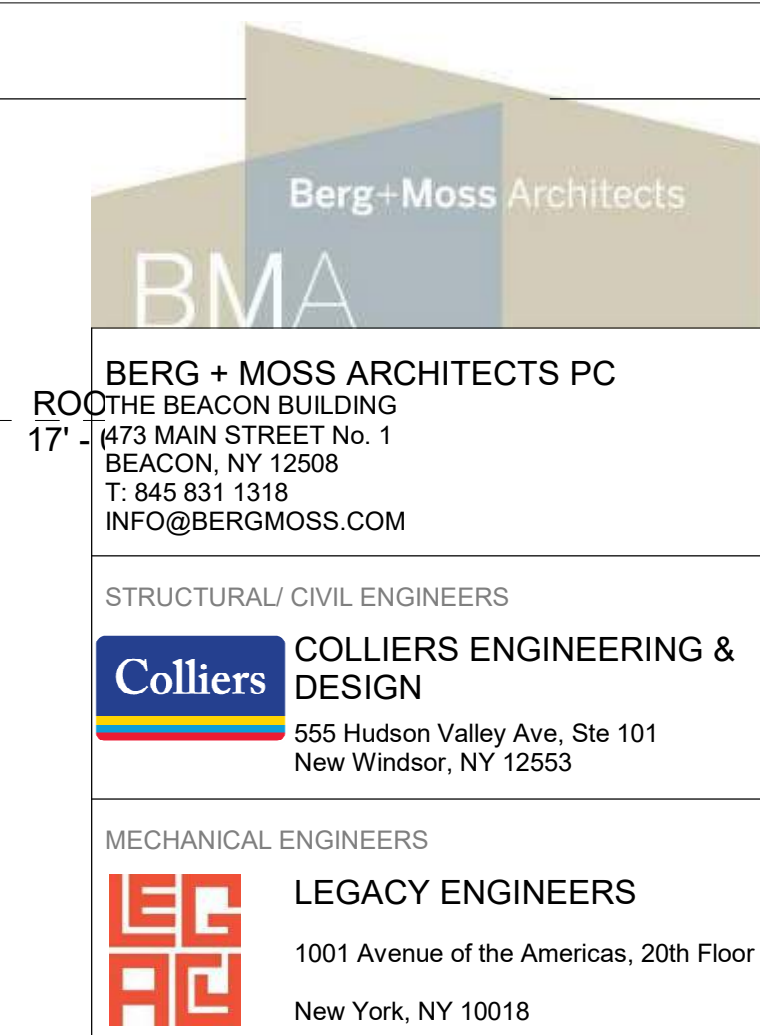 Berg+Moss Architects
BMA
BERG + MOSS ARCHITECTS PC
THE BEACON BUILDING
473 MAIN STREET No. 1
BEACON, NY 12508
T: 845 831 1318
INFO@BERGMOSS.COM
17' -
STRUCTURAL/ CIVIL ENGINEERS
Colliers
COLLIERS ENGINEERING &
DESIGN
555 Hudson Valley Ave, Ste 101
New Windsor, NY 12553
MECHANICAL ENGINEERS
LEGACY
LEGACY ENGINEERS
1001 Avenue of the Americas, 20th Floor
New York, NY 10018